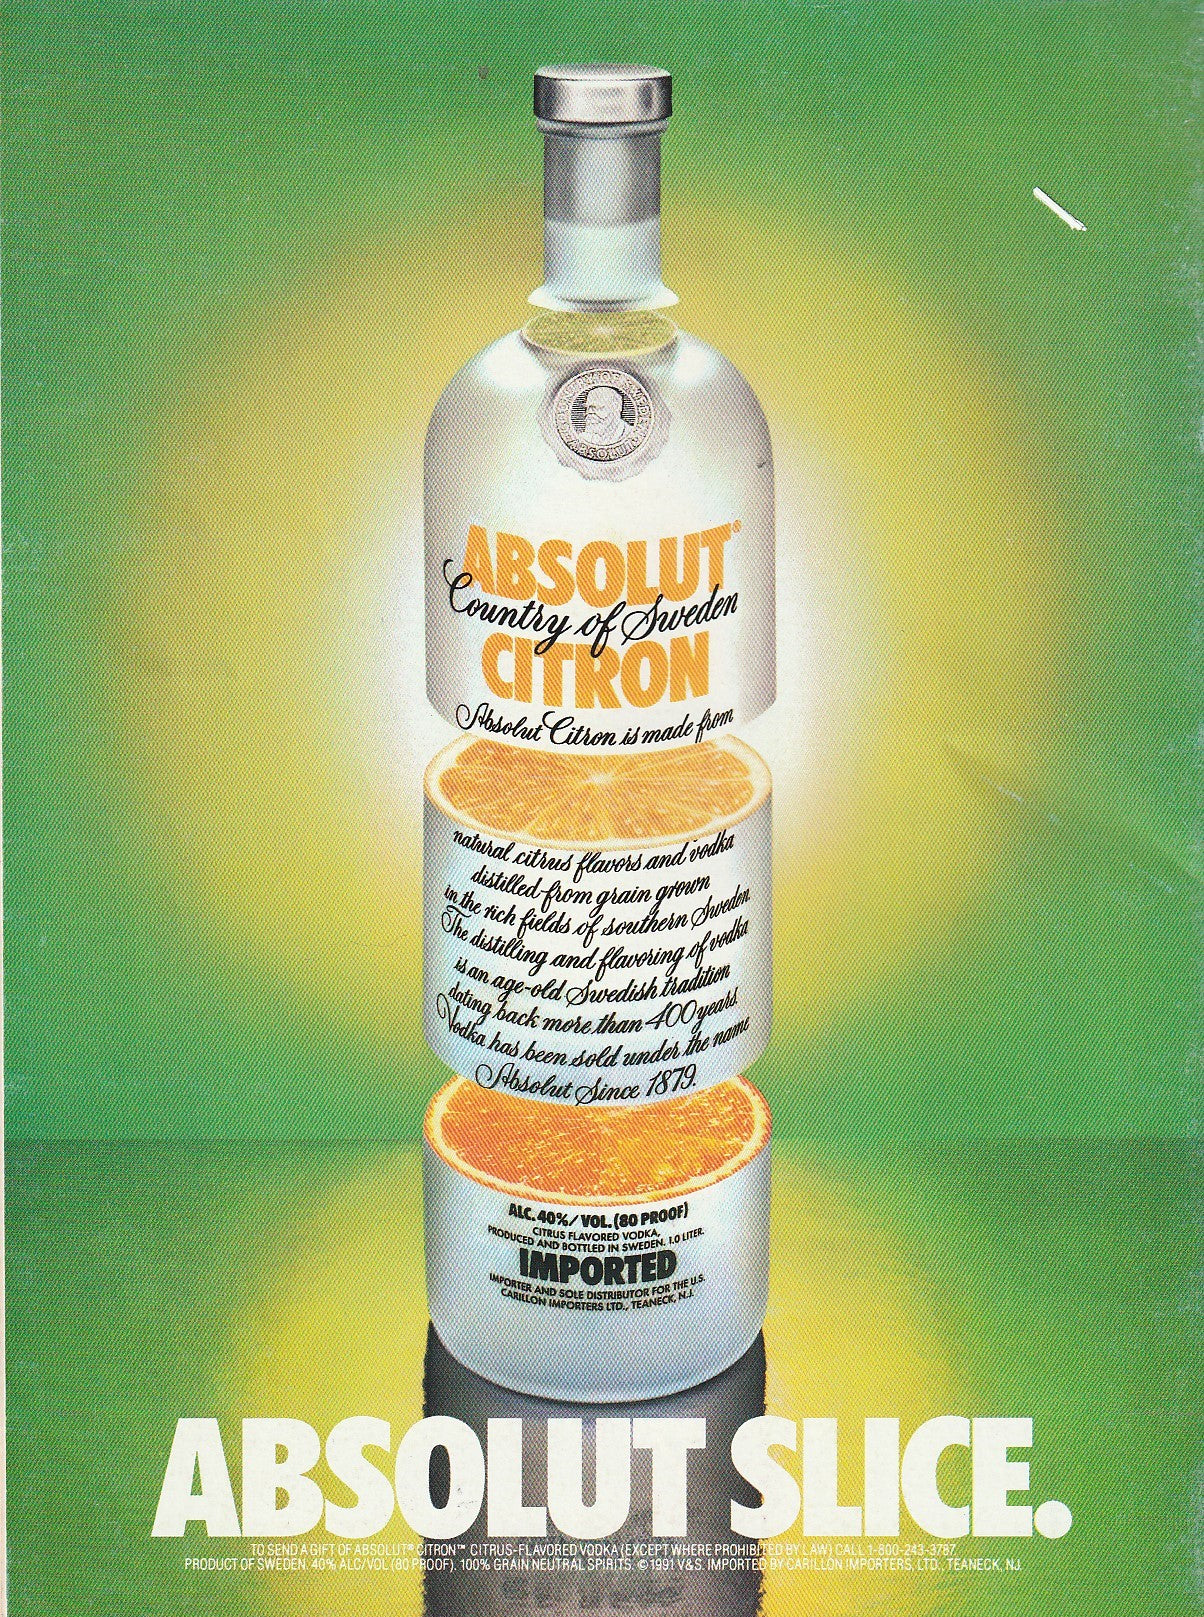 ABSOLUT®
Country of Sweden
CITRON
Absolut Citron is made from
natural citrus flavors and vodka
distilled from grain grown
in the rich fields of southern Sweden.
The distilling and flavoring of vodka
is an age-old Swedish tradition
dating back more than 400 years.
Vodka has been sold under the name
Absolut Since 1879.
ALC. 40%/VOL. (80 PROOF)
CITRUS FLAVORED VODKA,
PRODUCED AND BOTTLED IN SWEDEN. 1.0 LITER.
IMPORTED
IMPORTER AND SOLE DISTRIBUTOR FOR THE U.S.
CARILLON IMPORTERS LTD., TEANECK, N.J.
ABSOLUT SLICE.
TO SEND A GIFT OF ABSOLUT® CITRON™ CITRUS-FLAVORED VODKA (EXCEPT WHERE PROHIBITED BY LAW) CALL 1-800-243-3787
PRODUCT OF SWEDEN. 40% ALC/VOL (80 PROOF). 100% GRAIN NEUTRAL SPIRITS. © 1991 V&S. IMPORTED BY CARILLON IMPORTERS, LTD., TEANECK, NJ.